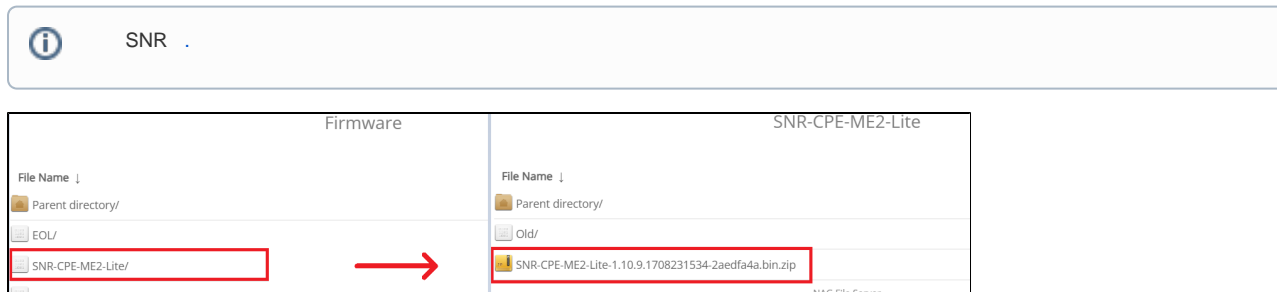 SNR .
Firmware
File Name ↓
Parent directory/
EOL/
SNR-CPE-ME2-Lite/
SNR-CPE-ME2-Lite
File Name ↓
Parent directory/
Old/
SNR-CPE-ME2-Lite-1.10.9.1708231534-2aedfa4a.bin.zip